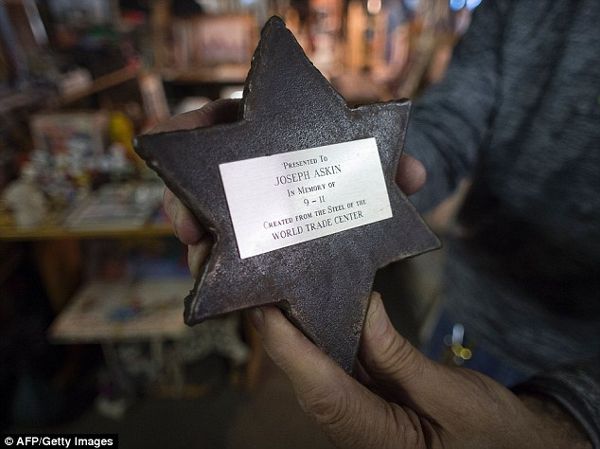 PRESENTED TO
JOSEPH ASKIN
IN MEMORY OF
9 – 11
CREATED FROM THE STEEL OF THE
WORLD TRADE CENTER
© AFP/Getty Images